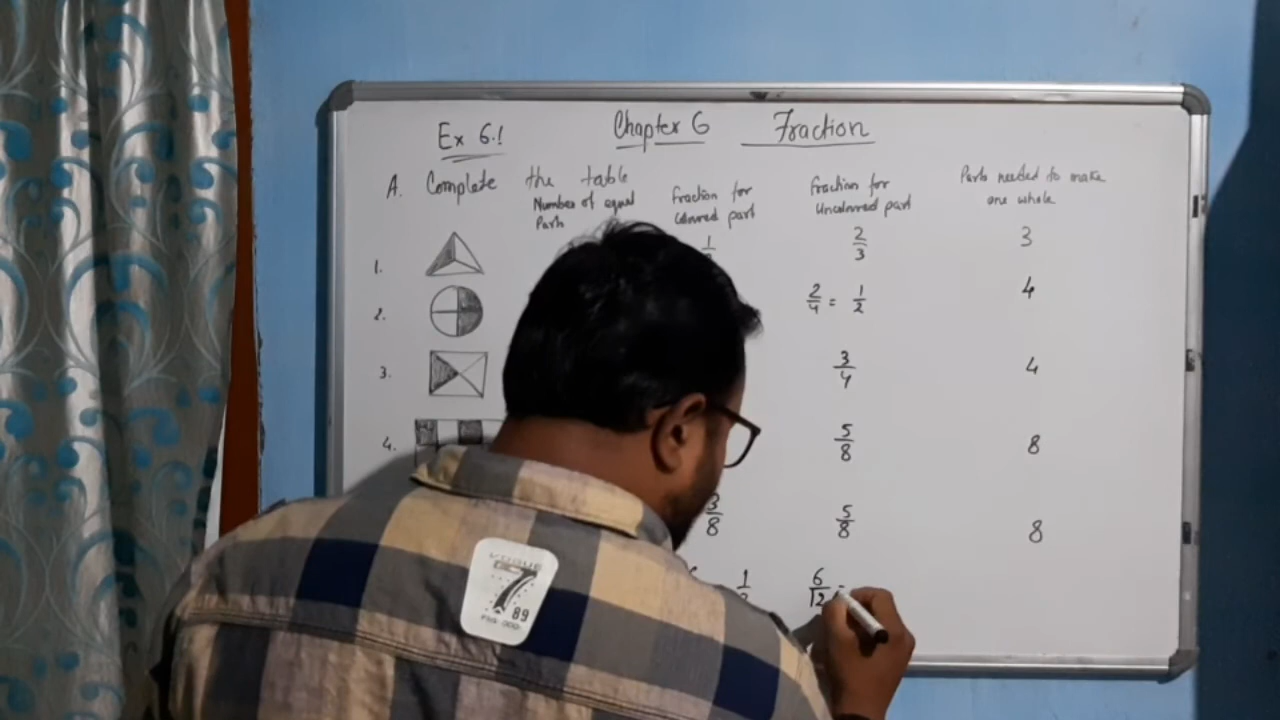 Ex 6.1 Chapter 6 Fraction
A. Complete the table
Number of equal Parts
Fraction for Coloured part
Fraction for Uncoloured part
Parts needed to make one whole
1. 1 2/3 3
2. 2/4 = 1/2 4
3. 3/4 4
4. 5/8 8
3/8 5/8 8
1 6/12 =
7
89